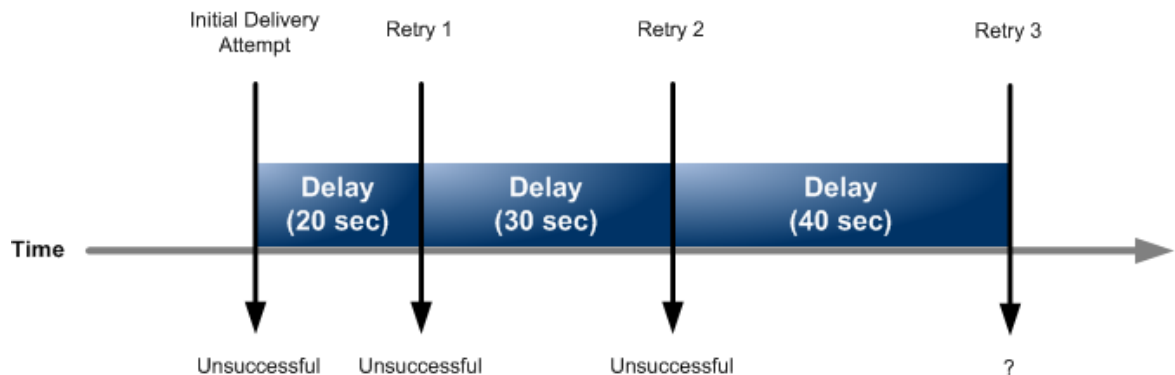 Initial Delivery
Attempt
Retry 1
Retry 2
Retry 3
Delay
(20 sec)
Delay
(30 sec)
Delay
(40 sec)
Time
Unsuccessful
Unsuccessful
Unsuccessful
?